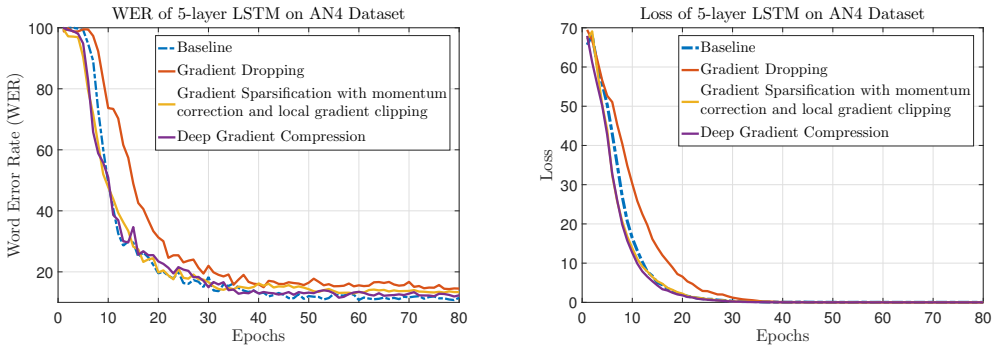 WER of 5-layer LSTM on AN4 Dataset
100
80
60
40
20
Word Error Rate (WER)
Baseline
Gradient Dropping
Gradient Sparsification with momentum
correction and local gradient clipping
Deep Gradient Compression
0 10 20 30 40 50 60 70 80
Epochs
Loss of 5-layer LSTM on AN4 Dataset
70
60
50
40
30
20
10
0
Loss
Baseline
Gradient Dropping
Gradient Sparsification with momentum
correction and local gradient clipping
Deep Gradient Compression
0 10 20 30 40 50 60 70 80
Epochs